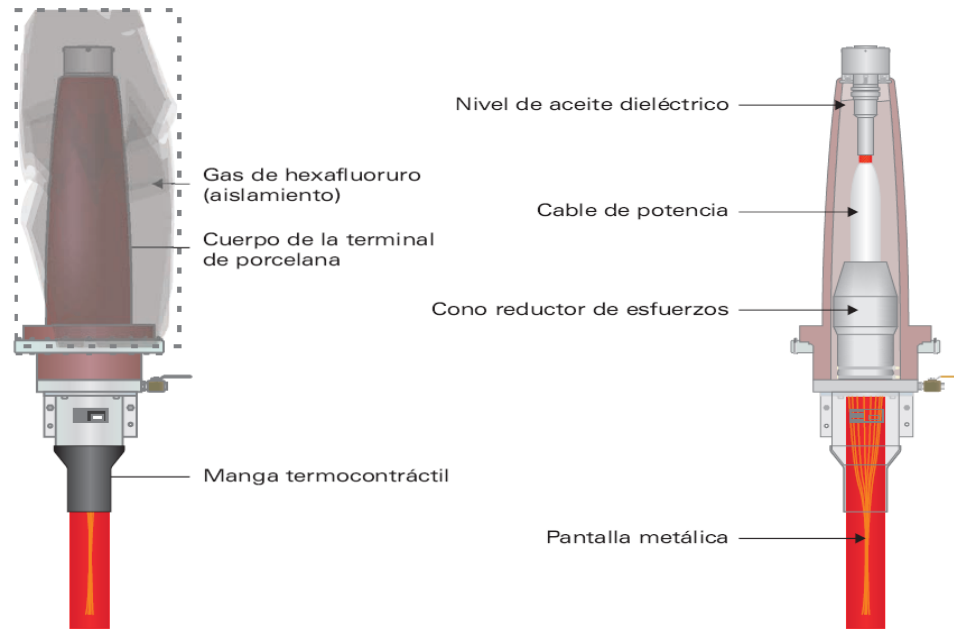 Gas de hexafluoruro
(aislamiento)
Cuerpo de la terminal
de porcelana
Manga termocontráctil
Nivel de aceite dieléctrico
Cable de potencia
Cono reductor de esfuerzos
Pantalla metálica